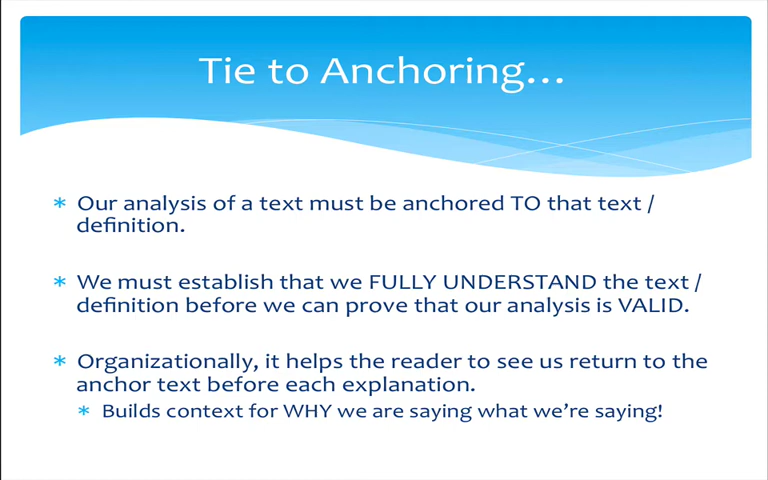 Tie to Anchoring...
* Our analysis of a text must be anchored TO that text /
definition.
* We must establish that we FULLY UNDERSTAND the text /
definition before we can prove that our analysis is VALID.
* Organizationally, it helps the reader to see us return to the
anchor text before each explanation.
* Builds context for WHY we are saying what we’re saying!